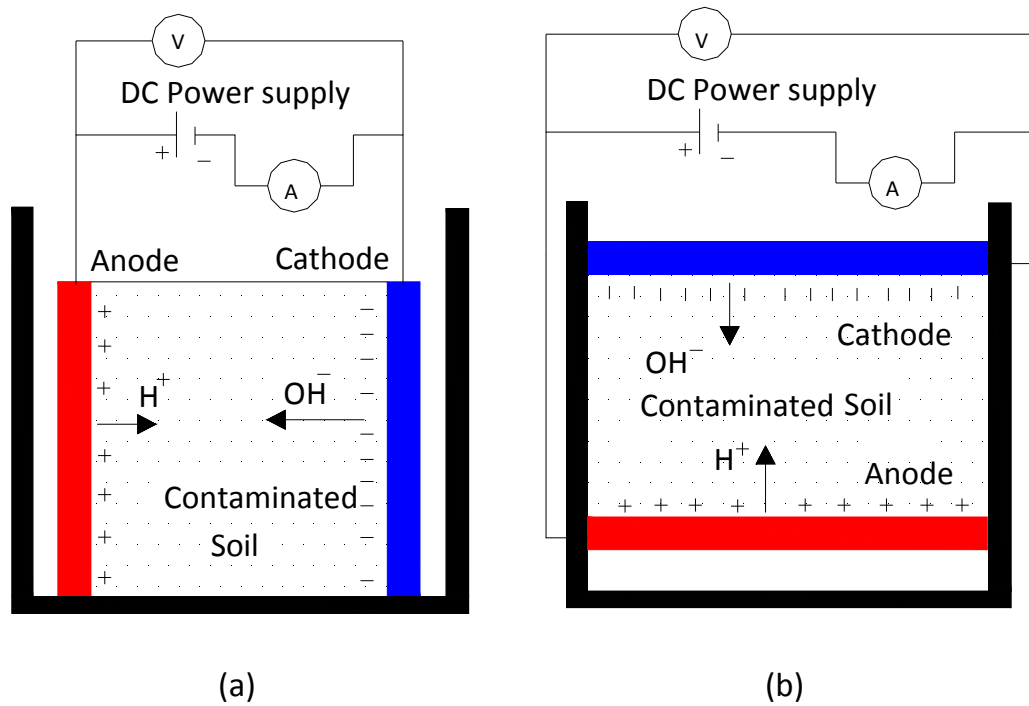 V
DC Power supply
+ −
A
Anode Cathode
H⁺ OH⁻
Contaminated
Soil
(a)
V
DC Power supply
+ −
A
Cathode
OH⁻
Contaminated Soil
H⁺
Anode
(b)